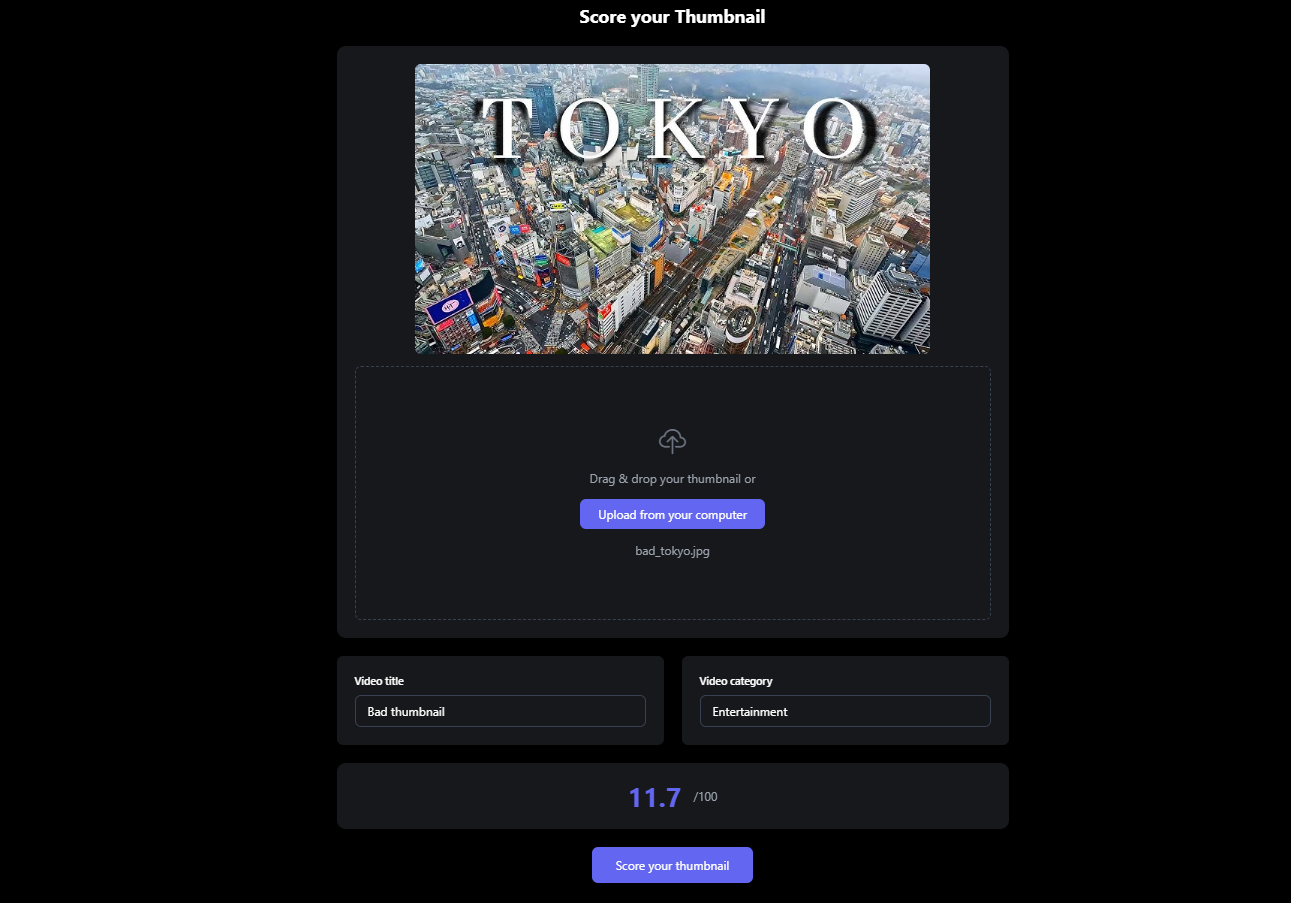 Score your Thumbnail
TOKYO
Drag & drop your thumbnail or
Upload from your computer
bad_tokyo.jpg
Video title
Video category
Bad thumbnail
Entertainment
11.7 /100
Score your thumbnail